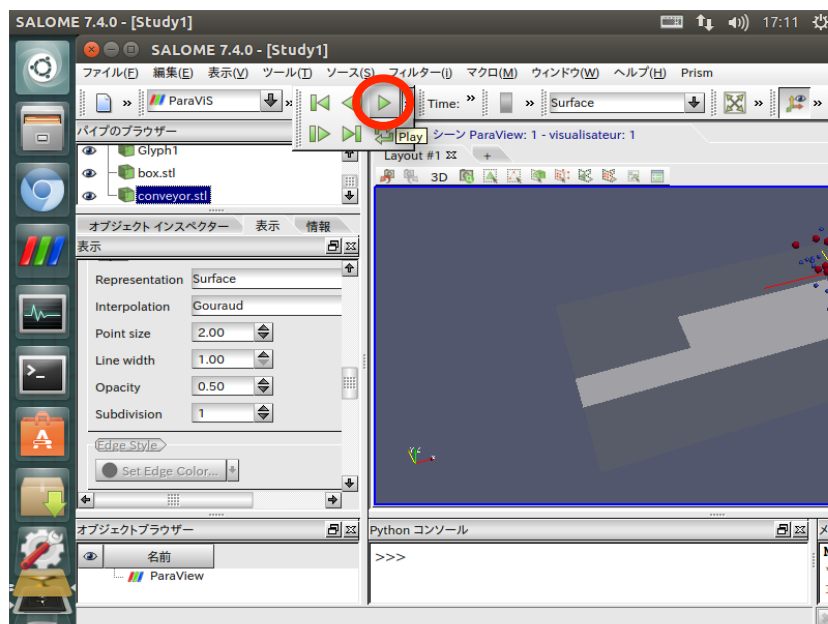 SALOME 7.4.0 - [Study1]
17:11
SALOME 7.4.0 - [Study1]
ファイル(F) 編集(E) 表示(V) ツール(T) ソース(S) フィルター(I) マクロ(M) ウィンドウ(W) ヘルプ(H) Prism
» ParaViS » Time: » » Surface » »
Play
パイプのブラウザー
シーン ParaView: 1 - visualisateur: 1
Glyph1
box.stl
conveyor.stl
Layout #1 +
3D
オブジェクト インスペクター 表示 情報
表示
Representation Surface
Interpolation Gouraud
Point size 2.00
Line width 1.00
Opacity 0.50
Subdivision 1
Edge Style
Set Edge Color...
オブジェクトブラウザー
名前
ParaView
Python コンソール
>>>